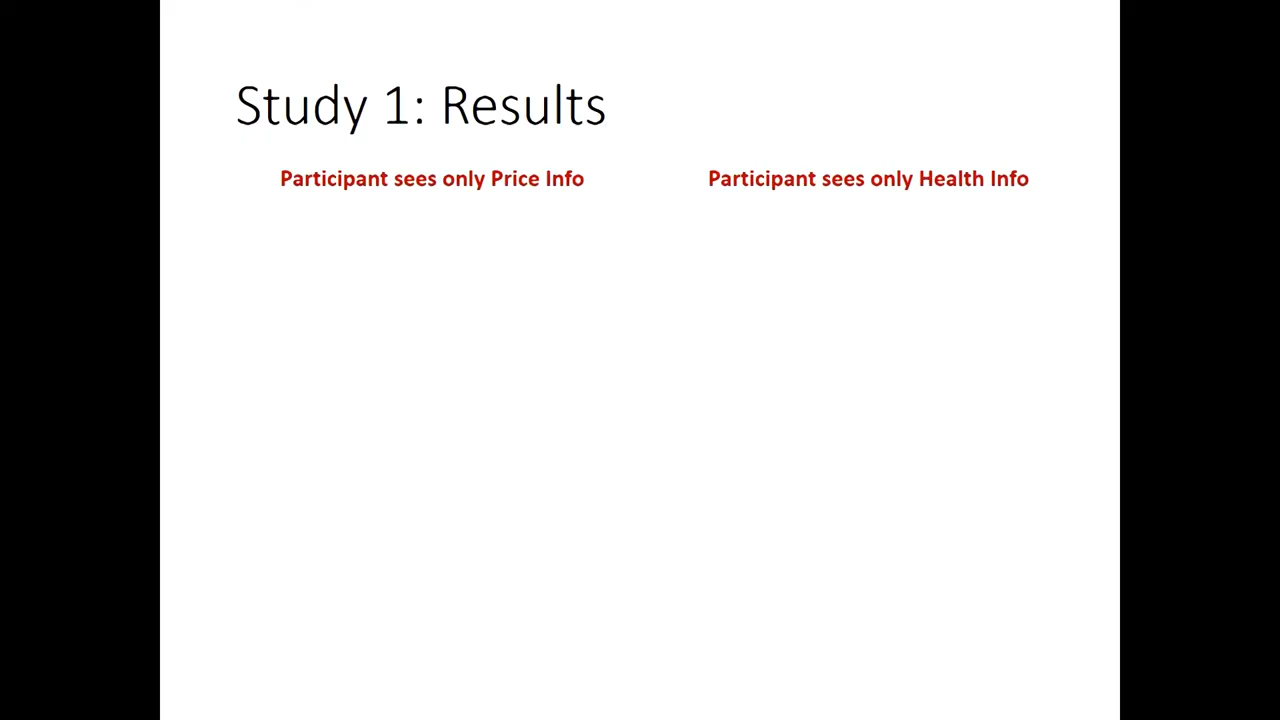 Study 1: Results
Participant sees only Price Info
Participant sees only Health Info